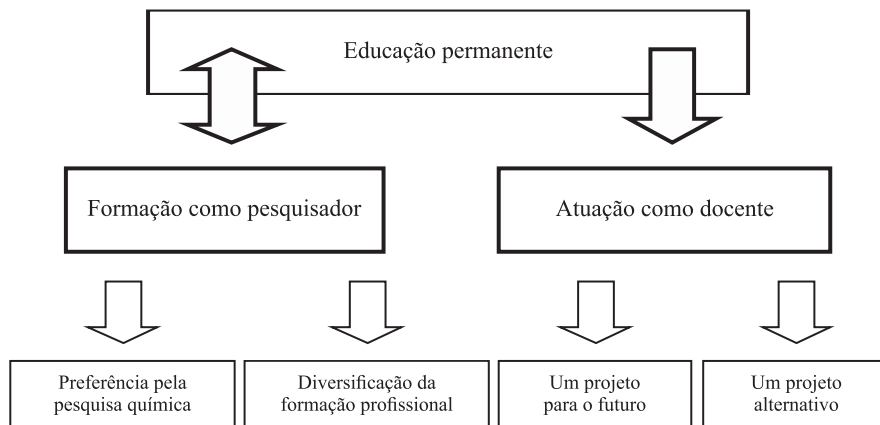 Educação permanente
Formação como pesquisador
Atuação como docente
Preferência pela
pesquisa química
Diversificação da
formação profissional
Um projeto
para o futuro
Um projeto
alternativo